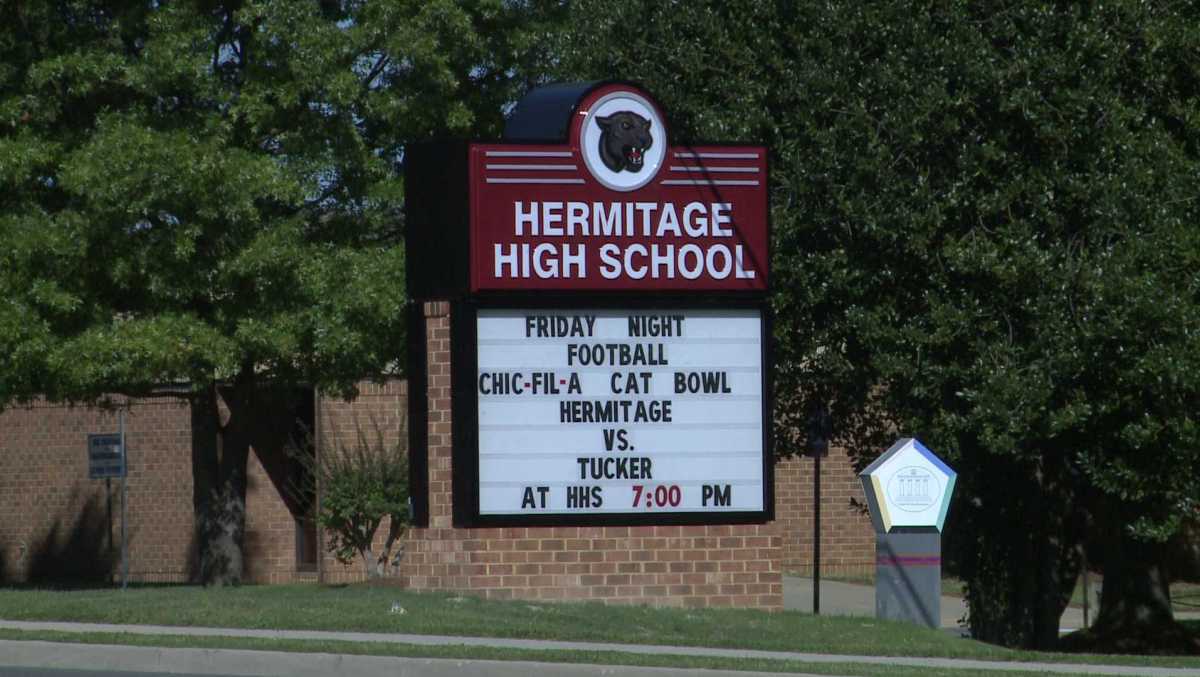 HERMITAGE
HIGH SCHOOL
FRIDAY NIGHT
FOOTBALL
CHIC-FIL-A CAT BOWL
HERMITAGE
VS.
TUCKER
AT HHS 7:00 PM